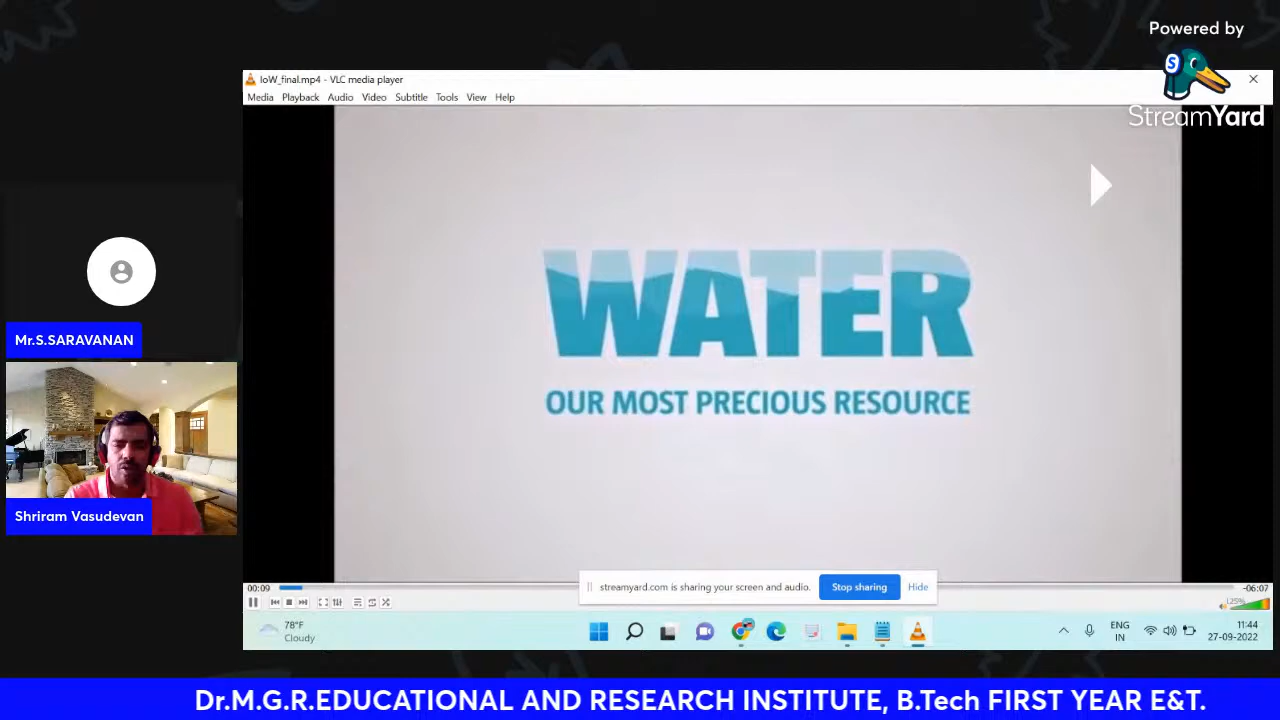 Powered by
StreamYard
IoW_final.mp4 - VLC media player
Media Playback Audio Video Subtitle Tools View Help
WATER
OUR MOST PRECIOUS RESOURCE
Mr.S.SARAVANAN
Shriram Vasudevan
00:09
-06:07
streamyard.com is sharing your screen and audio.
Stop sharing
Hide
125%
78°F
Cloudy
ENG
IN
11:44
27-09-2022
Dr.M.G.R.EDUCATIONAL AND RESEARCH INSTITUTE, B.Tech FIRST YEAR E&T.